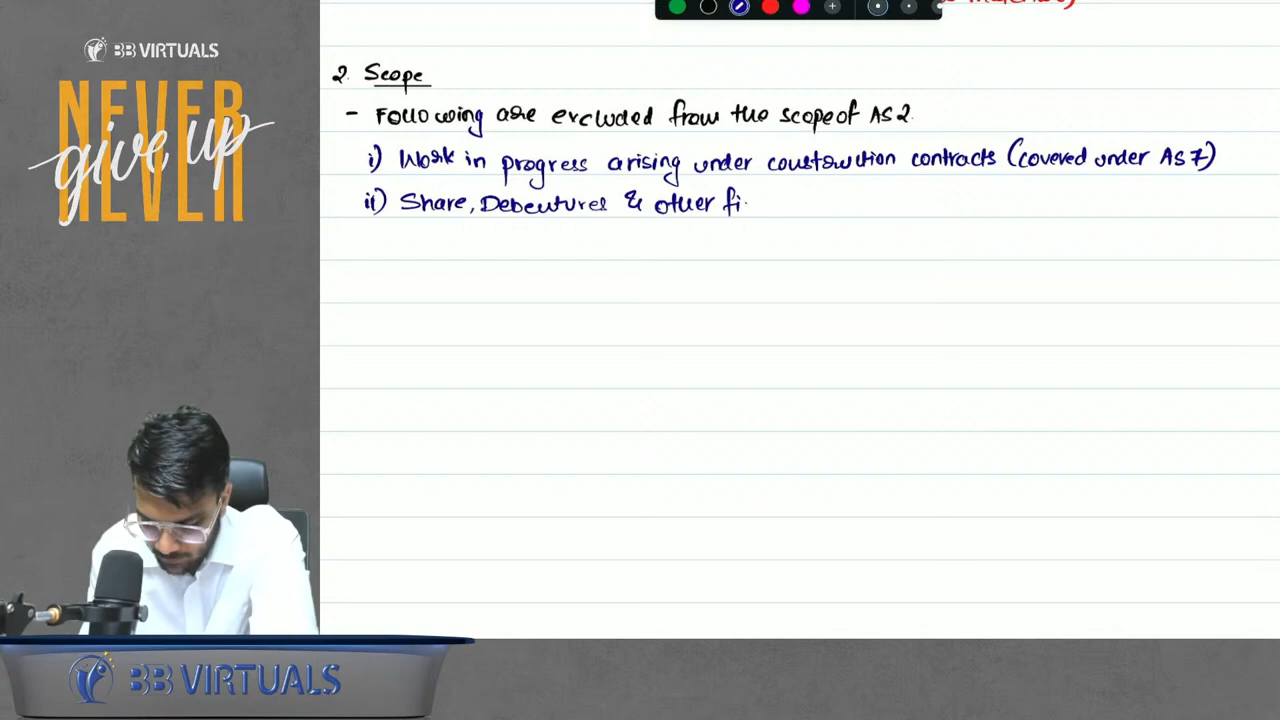 BB VIRTUALS
NEVER
give up
NEVER
2. Scope
- Following are excluded from the scope of AS 2.
i) Work in progress arising under construction contracts (covered under AS 7)
ii) Share, Debentures & other fi
BB VIRTUALS